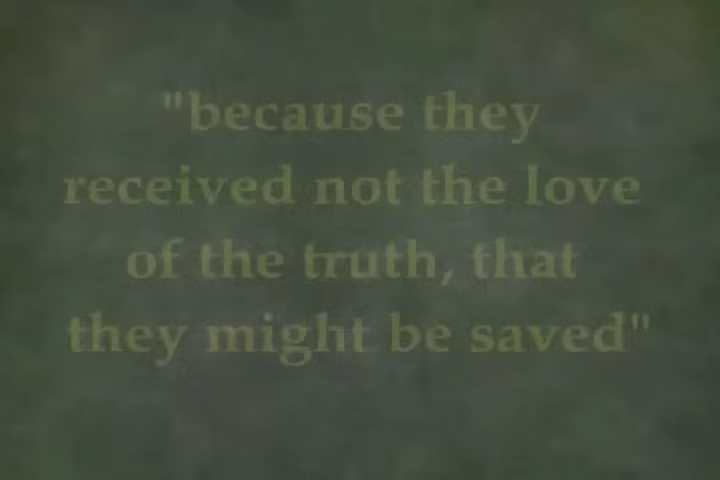 "because they
received not the love
of the truth, that
they might be saved"